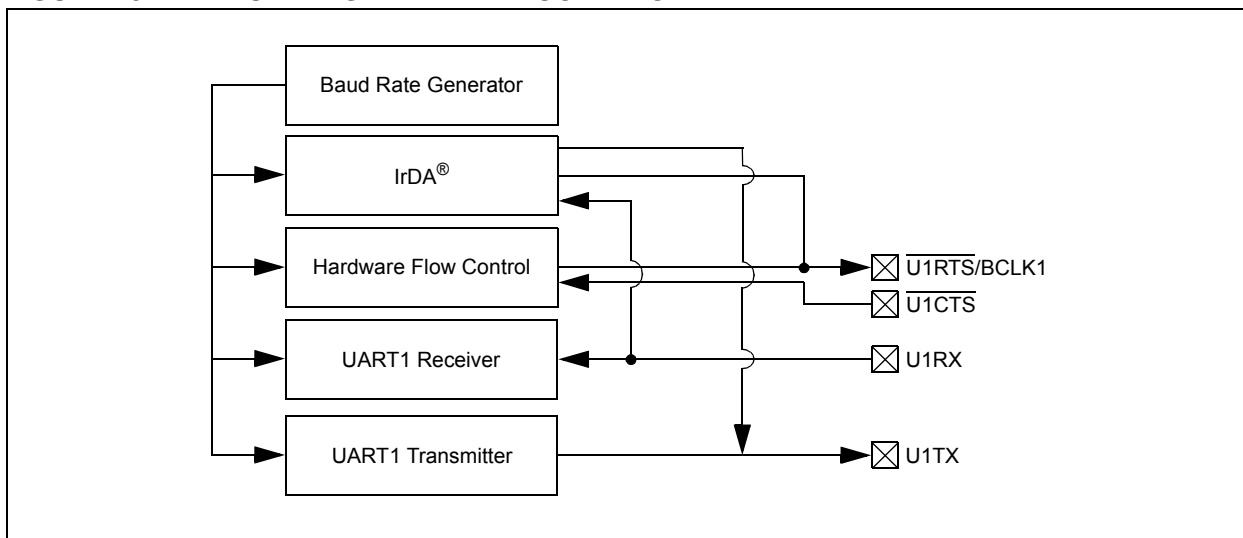 Baud Rate Generator
IrDA®
Hardware Flow Control
U1RTS/BCLK1
U1CTS
UART1 Receiver
U1RX
UART1 Transmitter
U1TX